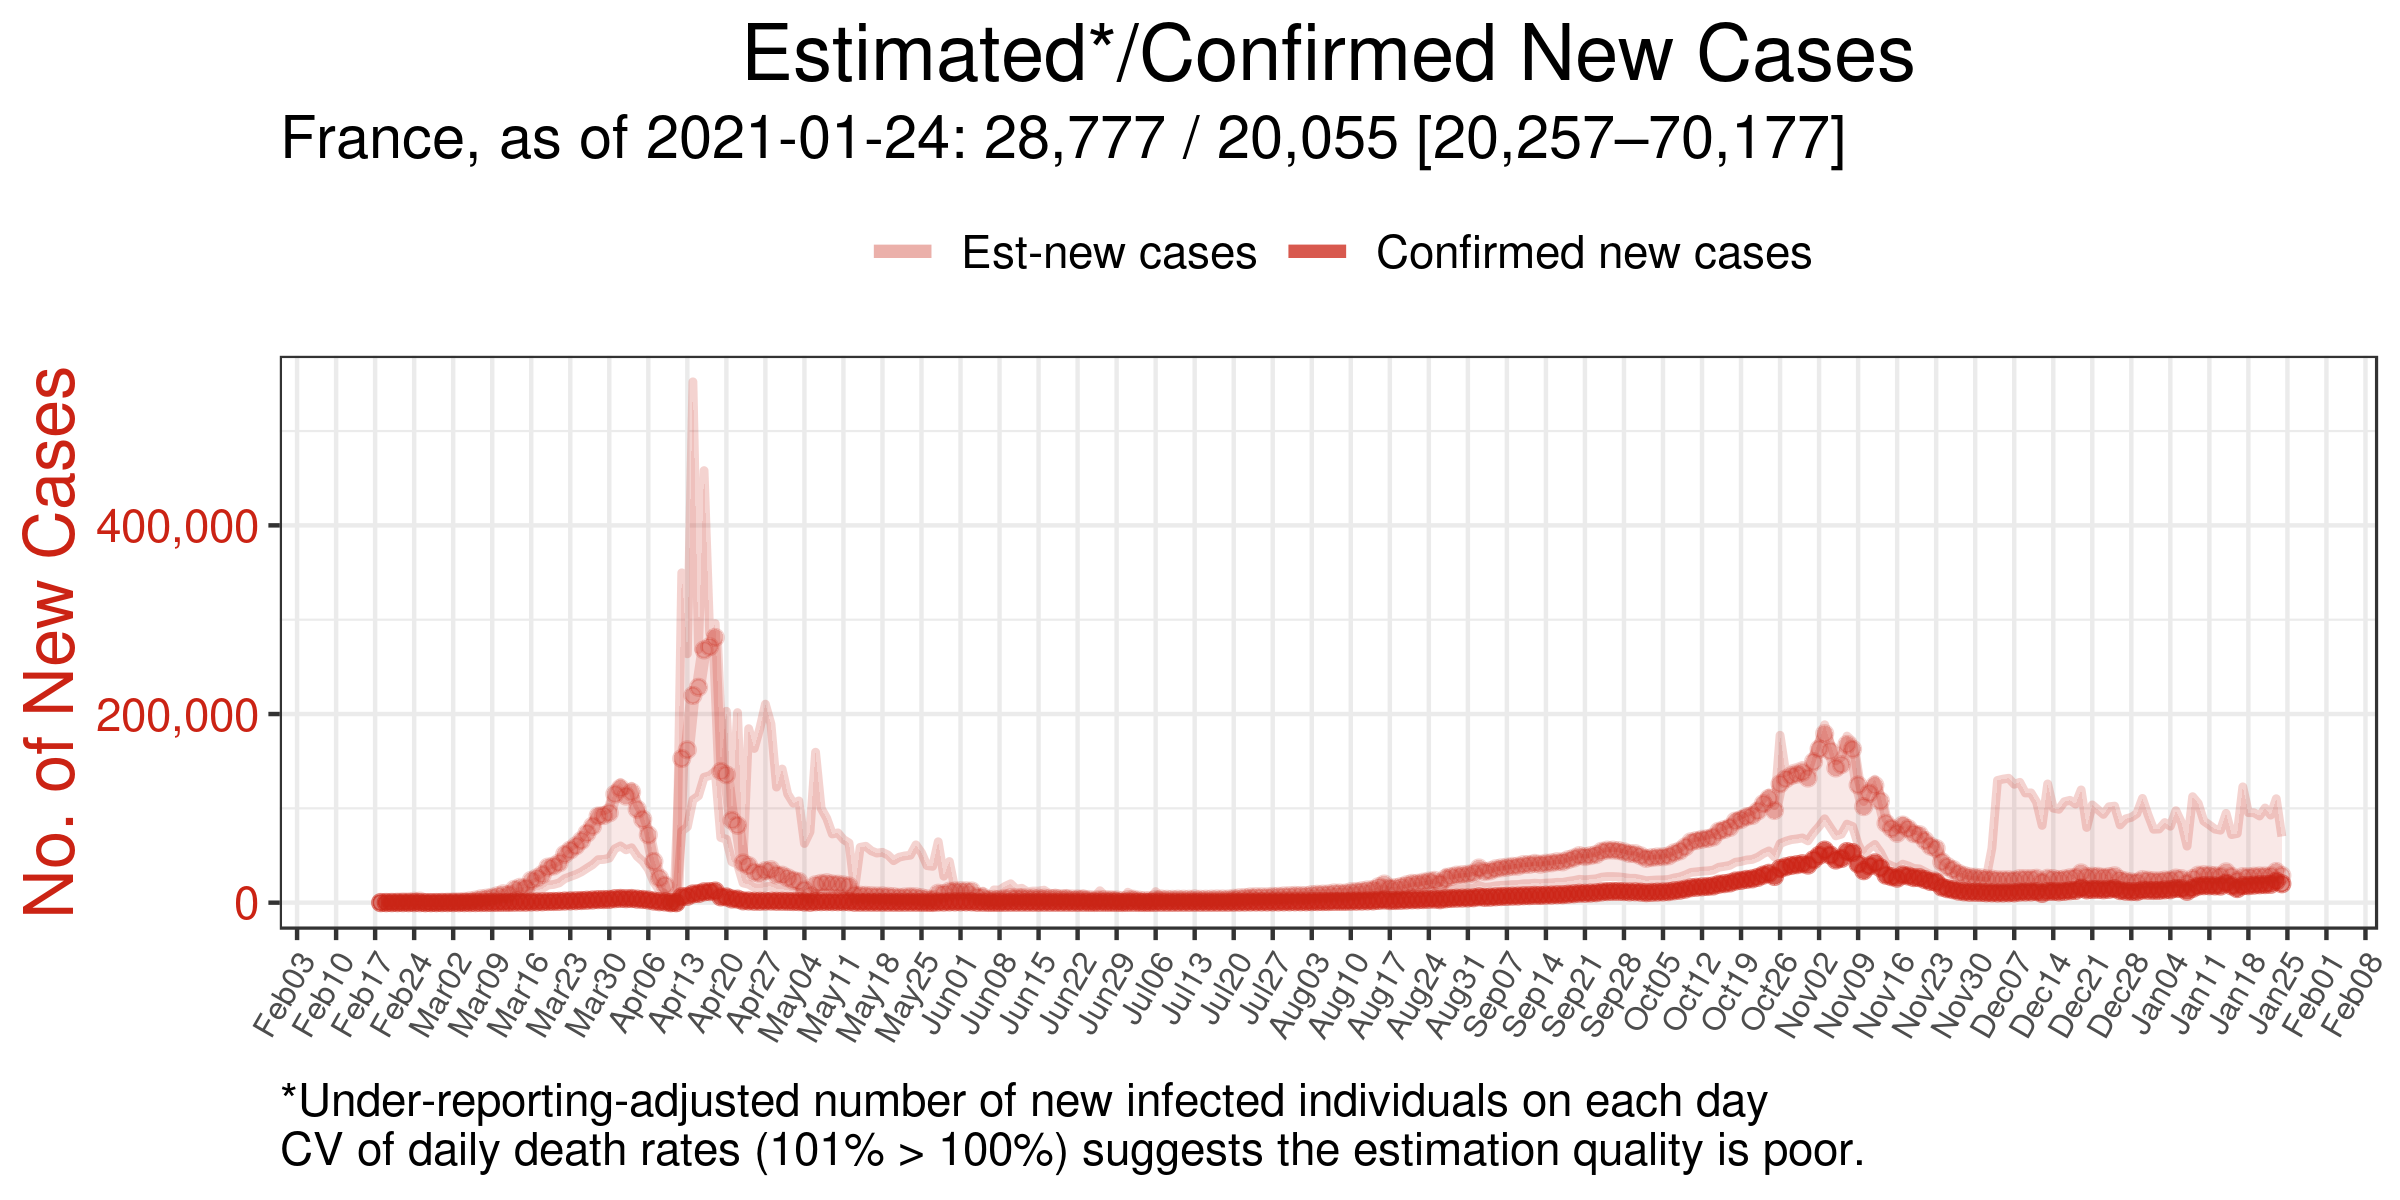 Estimated*/Confirmed New Cases
France, as of 2021-01-24: 28,777 / 20,055 [20,257–70,177]
Est-new cases
Confirmed new cases
No. of New Cases
400,000
200,000
0
Feb03
Feb10
Feb17
Feb24
Mar02
Mar09
Mar16
Mar23
Mar30
Apr06
Apr13
Apr20
Apr27
May04
May11
May18
May25
Jun01
Jun08
Jun15
Jun22
Jun29
Jul06
Jul13
Jul20
Jul27
Aug03
Aug10
Aug17
Aug24
Aug31
Sep07
Sep14
Sep21
Sep28
Oct05
Oct12
Oct19
Oct26
Nov02
Nov09
Nov16
Nov23
Nov30
Dec07
Dec14
Dec21
Dec28
Jan04
Jan11
Jan18
Jan25
Feb01
Feb08
*Under-reporting-adjusted number of new infected individuals on each day
CV of daily death rates (101% > 100%) suggests the estimation quality is poor.